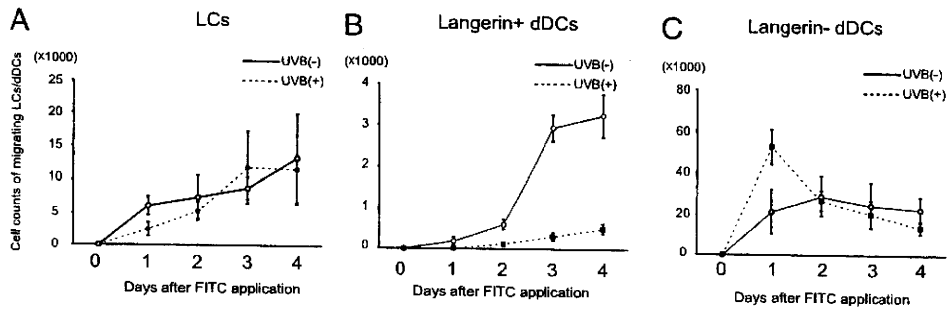 A
LCs
(x1000)
UVB(-)
UVB(+)
25
20
15
10
5
0
Cell counts of migrating LCs/dDCs
0 1 2 3 4
Days after FITC application
B
Langerin+ dDCs
(x1000)
UVB(-)
UVB(+)
4
3
2
1
0
0 1 2 3 4
Days after FITC application
C
Langerin- dDCs
(x1000)
UVB(-)
UVB(+)
80
60
40
20
0
0 1 2 3 4
Days after FITC application